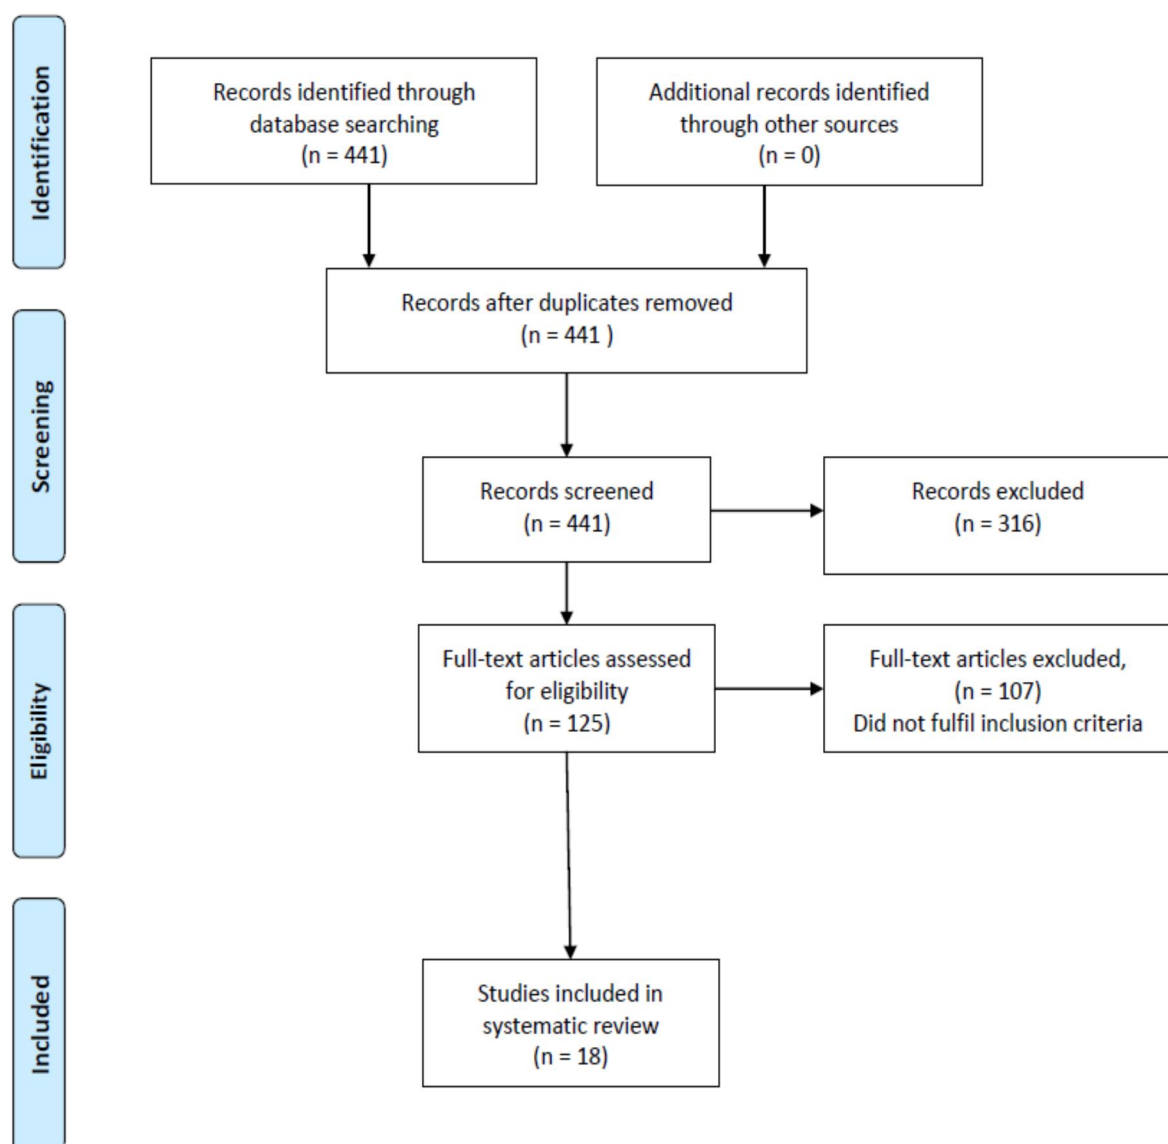 Identification
Records identified through
database searching
(n = 441)
Additional records identified
through other sources
(n = 0)
Records after duplicates removed
(n = 441 )
Screening
Records screened
(n = 441)
Records excluded
(n = 316)
Eligibility
Full-text articles assessed
for eligibility
(n = 125)
Full-text articles excluded,
(n = 107)
Did not fulfil inclusion criteria
Included
Studies included in
systematic review
(n = 18)